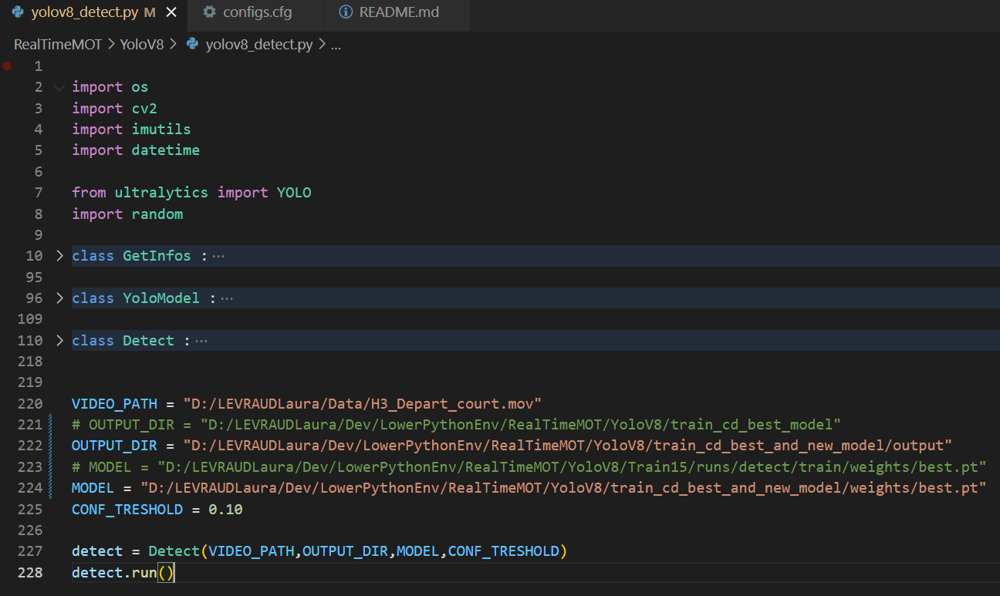 yolov8_detect.py M configs.cfg README.md
RealTimeMOT > YoloV8 > yolov8_detect.py > ...
1
2 import os
3 import cv2
4 import imutils
5 import datetime
6
7 from ultralytics import YOLO
8 import random
9
10 class GetInfos : ...
95
96 class YoloModel : ...
109
110 class Detect : ...
218
219
220 VIDEO_PATH = "D:/LEVRAUDLaura/Data/H3_Depart_court.mov"
221 # OUTPUT_DIR = "D:/LEVRAUDLaura/Dev/LowerPythonEnv/RealTimeMOT/YoloV8/train_cd_best_model"
222 OUTPUT_DIR = "D:/LEVRAUDLaura/Dev/LowerPythonEnv/RealTimeMOT/YoloV8/train_cd_best_and_new_model/output"
223 # MODEL = "D:/LEVRAUDLaura/Dev/LowerPythonEnv/RealTimeMOT/YoloV8/Train15/runs/detect/train/weights/best.pt"
224 MODEL = "D:/LEVRAUDLaura/Dev/LowerPythonEnv/RealTimeMOT/YoloV8/train_cd_best_and_new_model/weights/best.pt"
225 CONF_TRESHOLD = 0.10
226
227 detect = Detect(VIDEO_PATH,OUTPUT_DIR,MODEL,CONF_TRESHOLD)
228 detect.run()